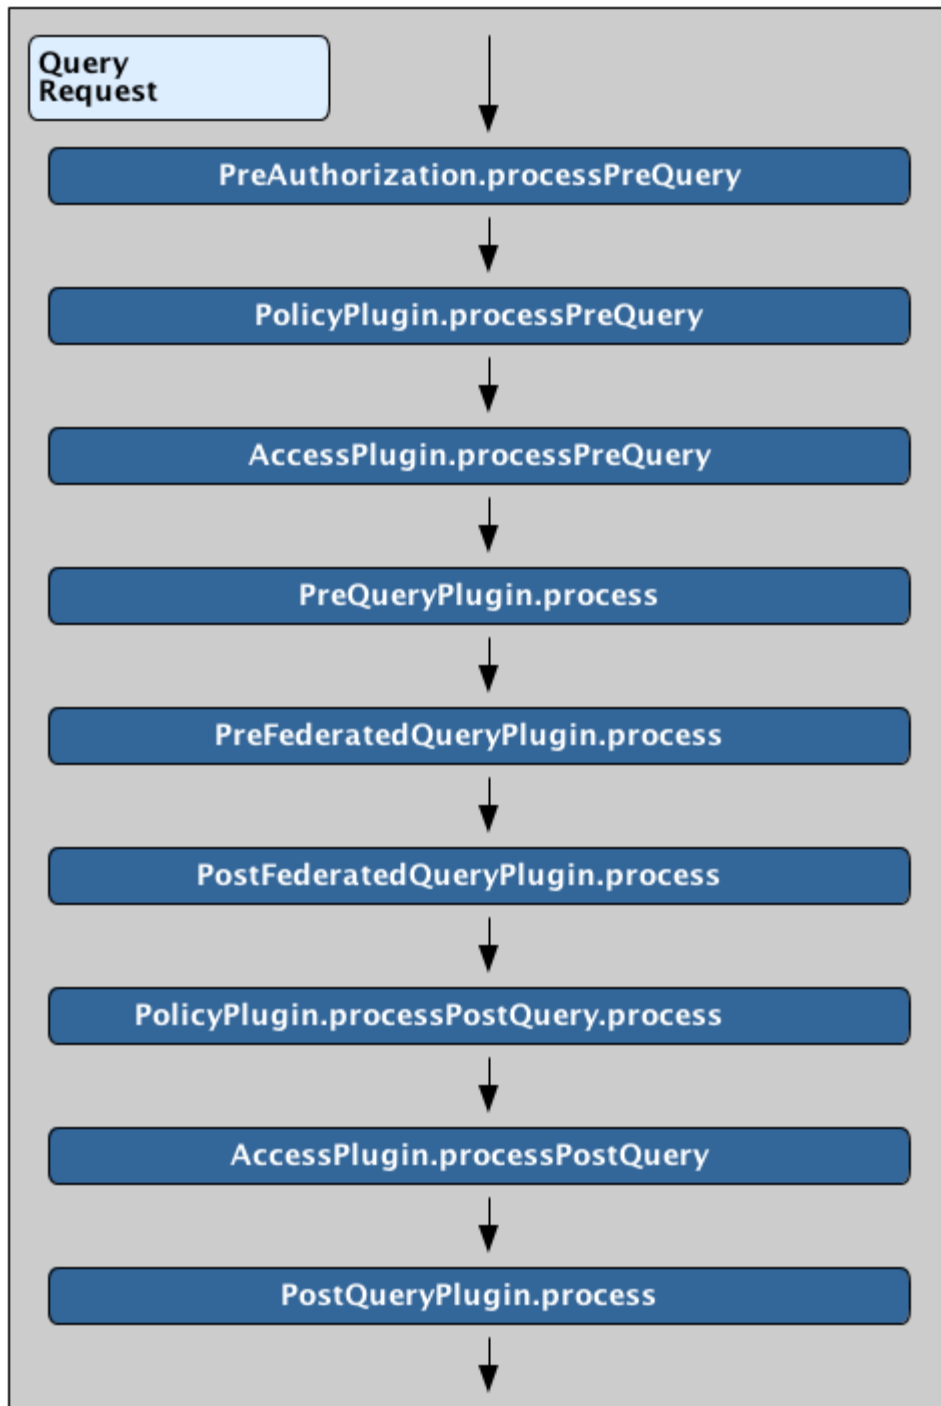 Query
Request
PreAuthorization.processPreQuery
PolicyPlugin.processPreQuery
AccessPlugin.processPreQuery
PreQueryPlugin.process
PreFederatedQueryPlugin.process
PostFederatedQueryPlugin.process
PolicyPlugin.processPostQuery.process
AccessPlugin.processPostQuery
PostQueryPlugin.process